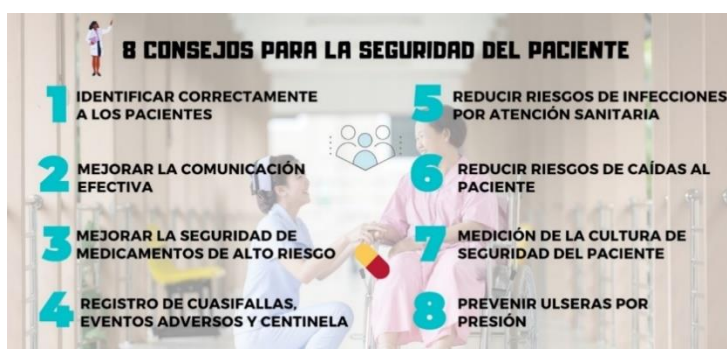 8 CONSEJOS PARA LA SEGURIDAD DEL PACIENTE
1 IDENTIFICAR CORRECTAMENTE
A LOS PACIENTES
2 MEJORAR LA COMUNICACIÓN
EFECTIVA
3 MEJORAR LA SEGURIDAD DE
MEDICAMENTOS DE ALTO RIESGO
4 REGISTRO DE CUASIFALLAS,
EVENTOS ADVERSOS Y CENTINELA
5 REDUCIR RIESGOS DE INFECCIONES
POR ATENCIÓN SANITARIA
6 REDUCIR RIESGOS DE CAÍDAS AL
PACIENTE
7 MEDICIÓN DE LA CULTURA DE
SEGURIDAD DEL PACIENTE
8 PREVENIR ULSERAS POR
PRESIÓN